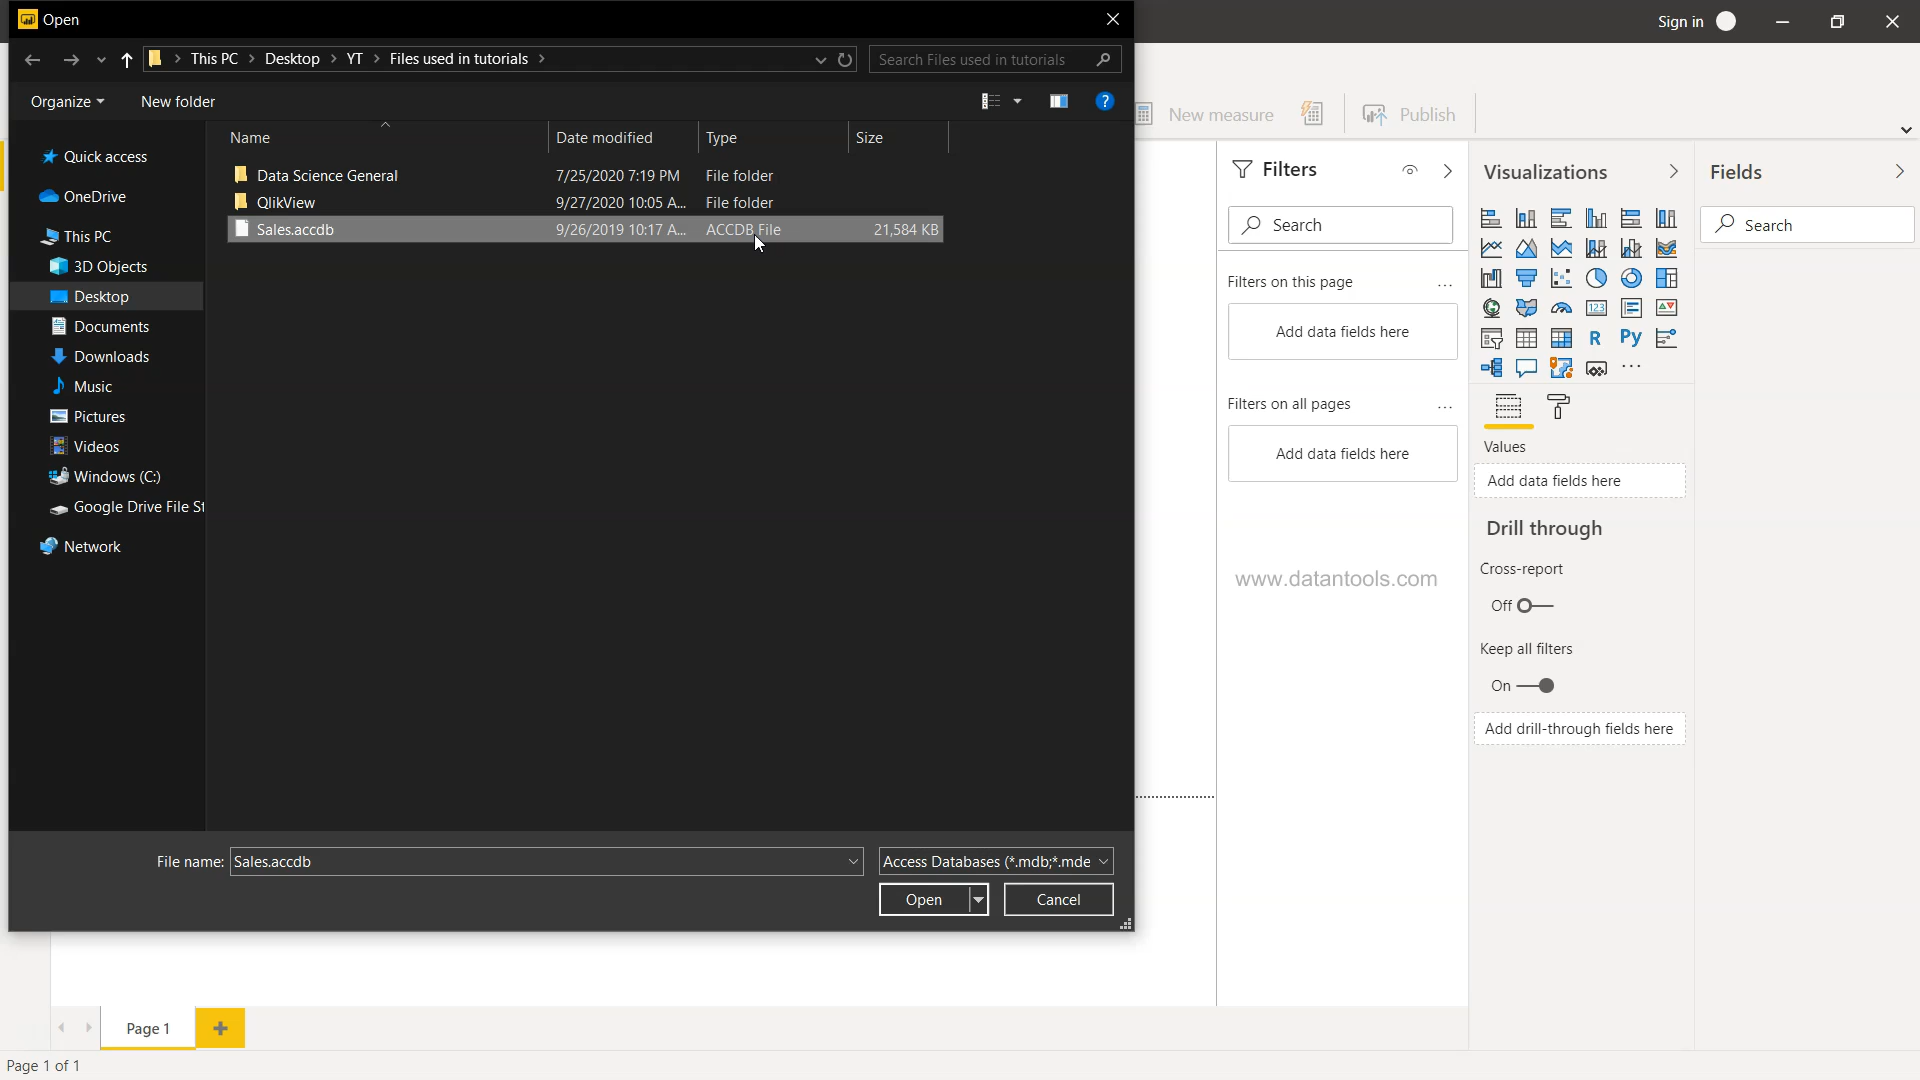 Open
Sign in
This PC > Desktop > YT > Files used in tutorials >
Search Files used in tutorials
Organize
New folder
New measure
Publish
Name
Date modified
Type
Size
Quick access
OneDrive
This PC
3D Objects
Desktop
Documents
Downloads
Music
Pictures
Videos
Windows (C:)
Google Drive File St
Network
Data Science General 7/25/2020 7:19 PM File folder
QlikView 9/27/2020 10:05 A... File folder
Sales.accdb 9/26/2019 10:17 A... ACCDB File 21,584 KB
File name: Sales.accdb
Access Databases (*.mdb;*.mde
Open
Cancel
Filters
Search
Filters on this page ...
Add data fields here
Filters on all pages ...
Add data fields here
www.datantools.com
Visualizations
123
R
Py
...
Values
Add data fields here
Drill through
Cross-report
Off
Keep all filters
On
Add drill-through fields here
Fields
Search
Page 1
Page 1 of 1